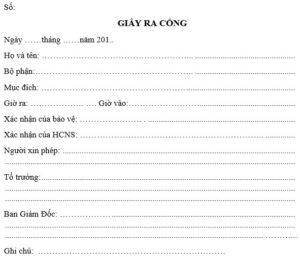 Số:
GIẤY RA CỔNG
Ngày ……tháng ……năm 201..
Họ và tên: ........................................................................
Bộ phận:........................................................................
Mục đích: ........................................................................
Giờ ra: ………………… Giờ vào:........................................
Xác nhận của bảo vệ: ……………………........................................
Xác nhận của HCNS: ........................................................................
Người xin phép: ........................................................................
........................................................................
Tổ trưởng:........................................................................
........................................................................
........................................................................
Ban Giám Đốc: ……………........................................................
........................................................................
........................................................................
Ghi chú: ……………………………………………………